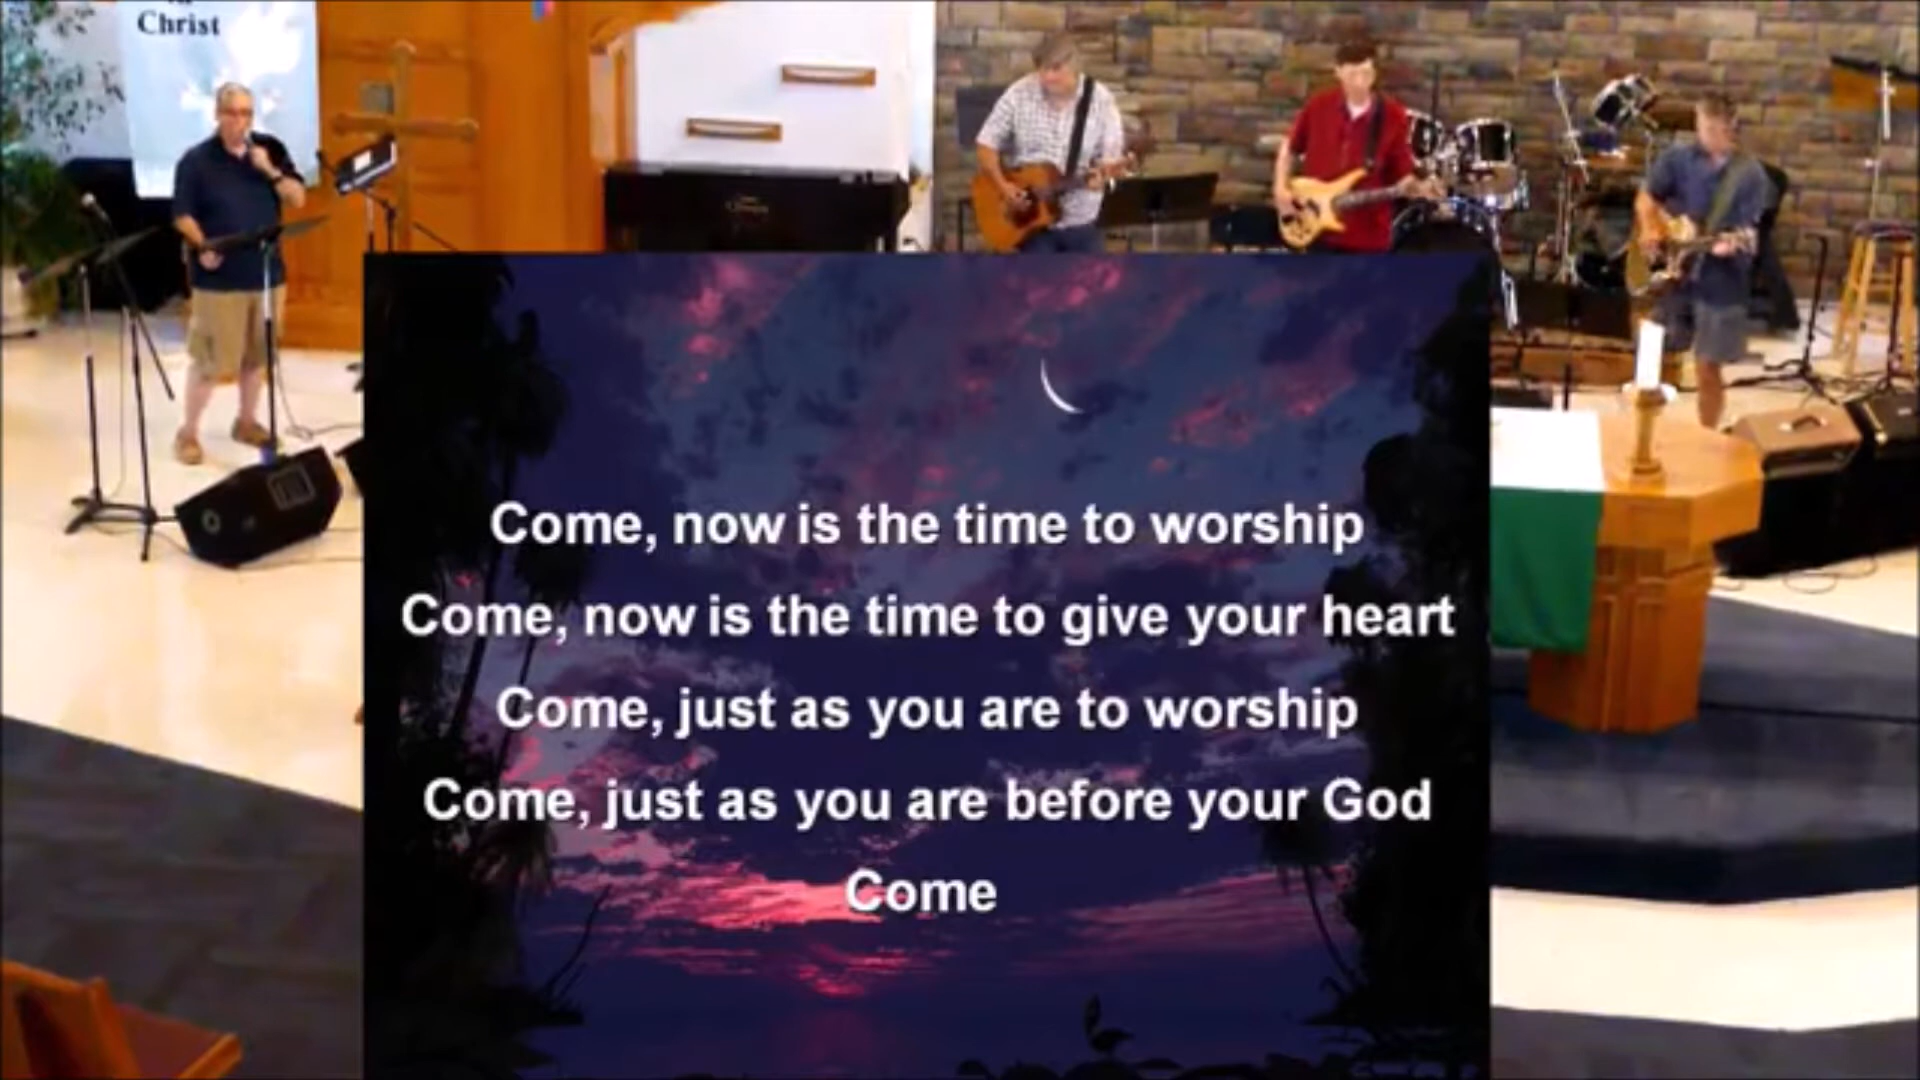 Christ
Come, now is the time to worship
Come, now is the time to give your heart
Come, just as you are to worship
Come, just as you are before your God
Come